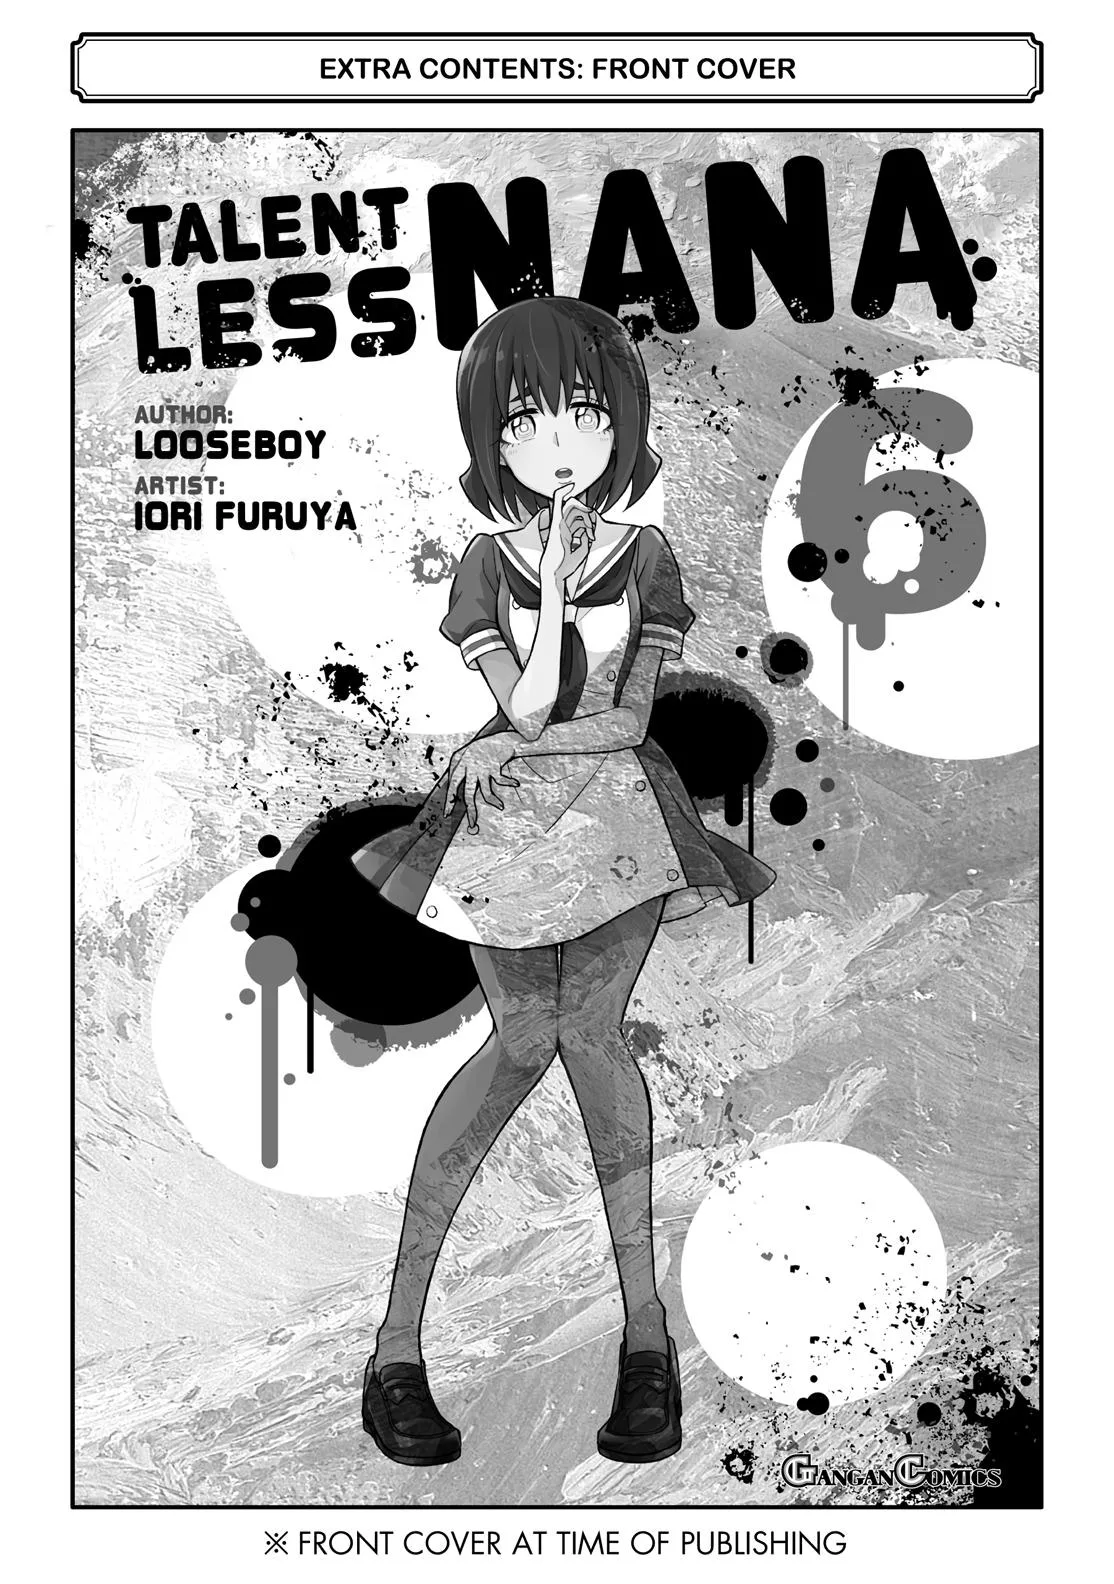 EXTRA CONTENTS: FRONT COVER
TALENT
LESS NANA
AUTHOR:
LOOSEBOY
ARTIST:
IORI FURUYA
6
GANGAN COMICS
※ FRONT COVER AT TIME OF PUBLISHING